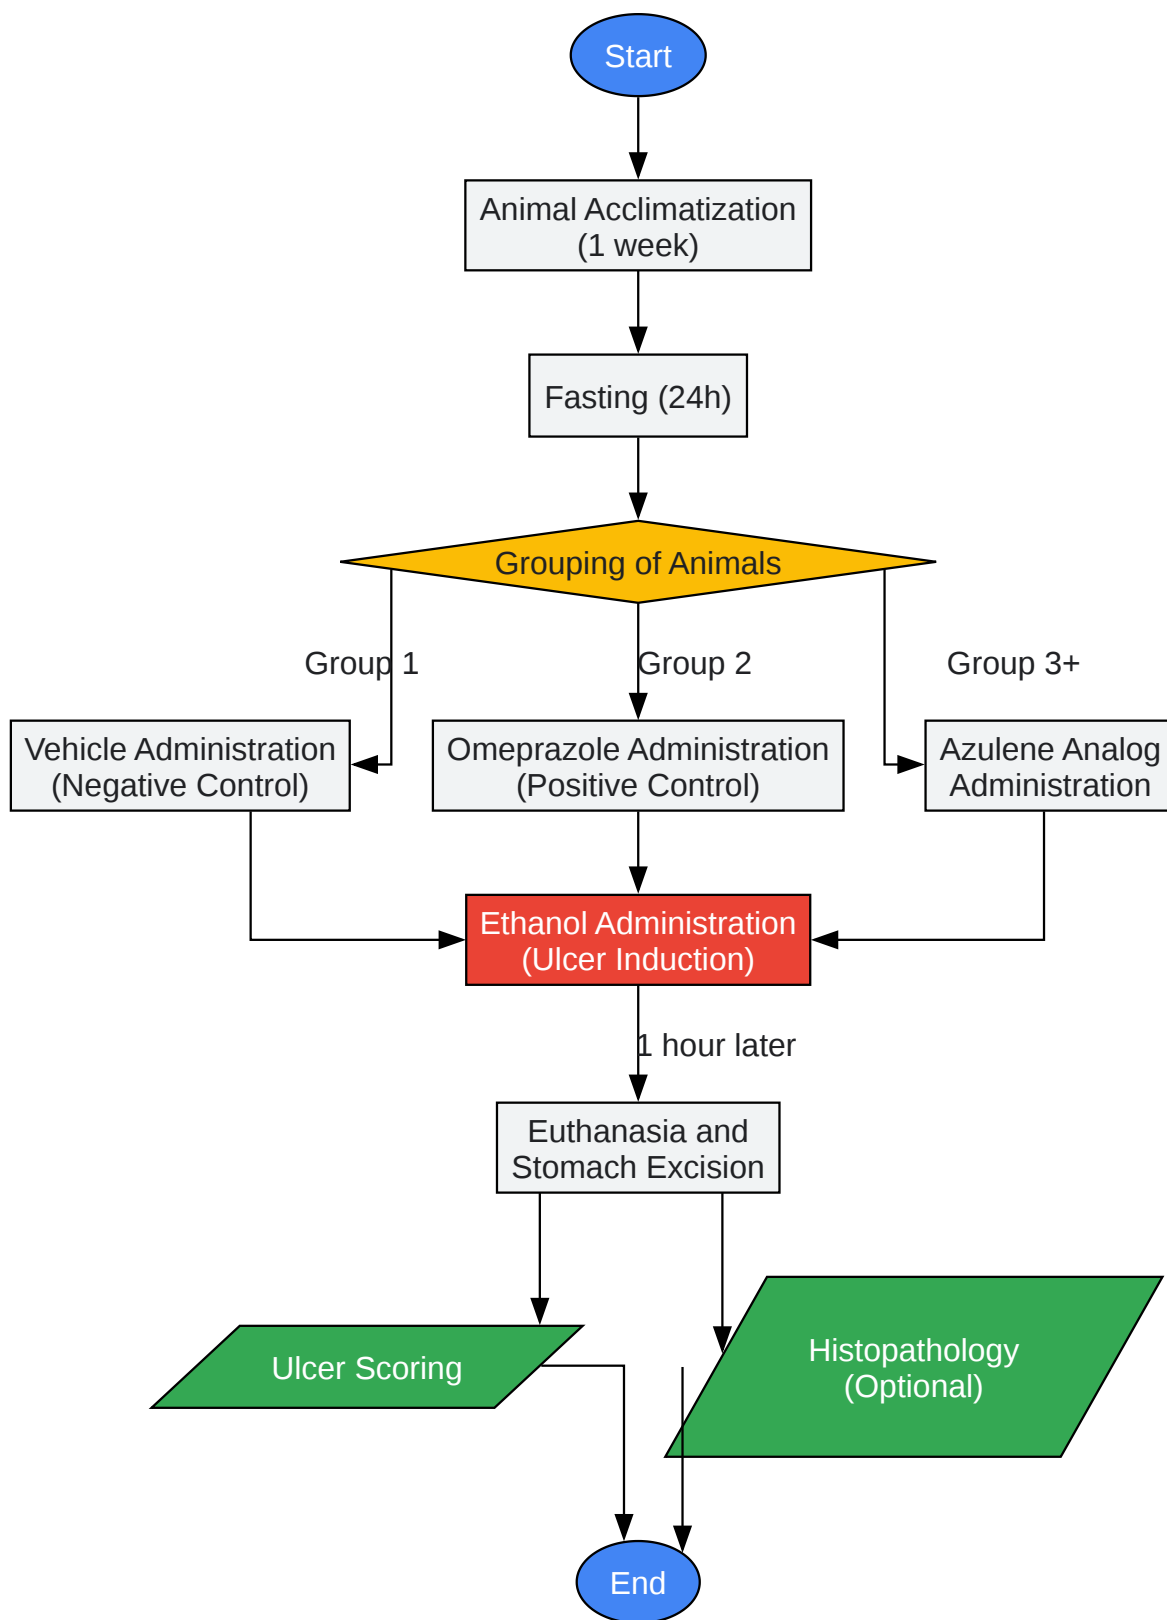 Start
Animal Acclimatization
(1 week)
Fasting (24h)
Grouping of Animals
Group 1
Group 2
Group 3+
Vehicle Administration
(Negative Control)
Omeprazole Administration
(Positive Control)
Azulene Analog
Administration
Ethanol Administration
(Ulcer Induction)
1 hour later
Euthanasia and
Stomach Excision
Ulcer Scoring
Histopathology
(Optional)
End